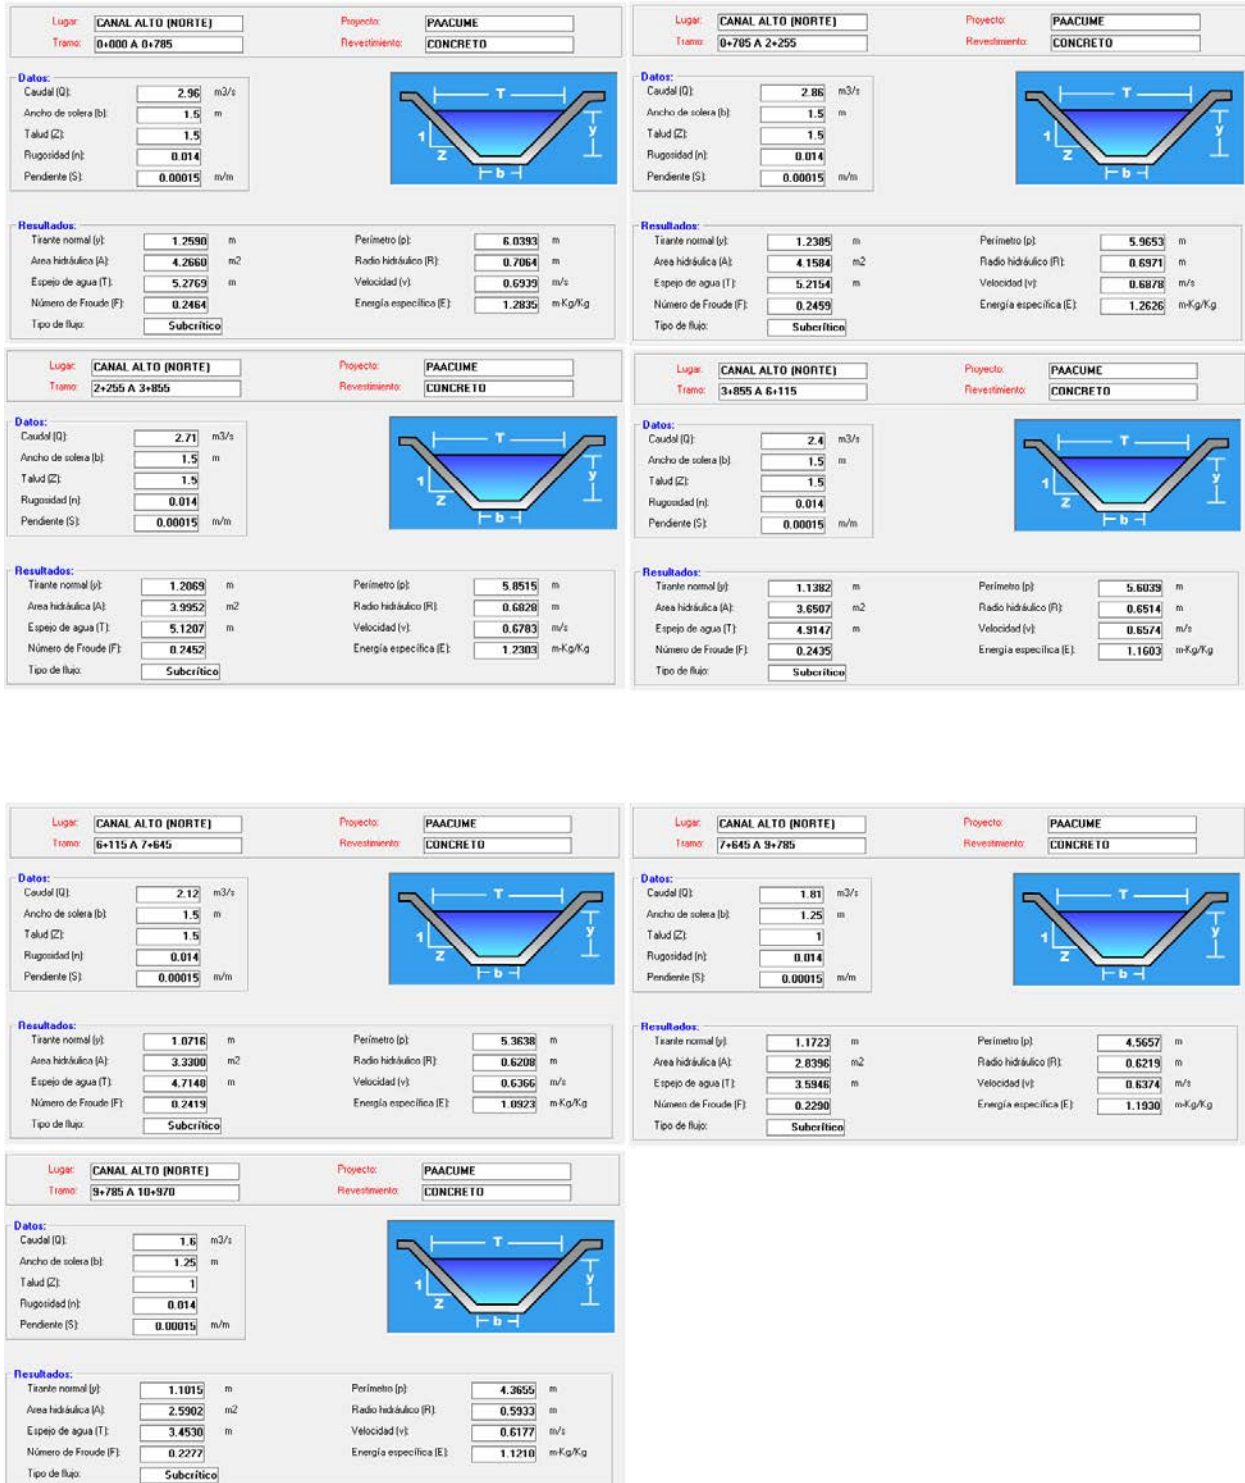 Lugar: CANAL ALTO (NORTE) Proyecto: PAACUME
Tramo: 0+000 A 0+785 Revestimiento: CONCRETO
Datos:
Caudal (Q): 2.96 m3/s
Ancho de solera (b): 1.5 m
Talud (Z): 1.5
Rugosidad (n): 0.014
Pendiente (S): 0.00015 m/m
T
y
1
Z
b
Resultados:
Tirante normal (y): 1.2590 m Perímetro (p): 6.0393 m
Area hidráulica (A): 4.2660 m2 Radio hidráulico (R): 0.7064 m
Espejo de agua (T): 5.2769 m Velocidad (v): 0.6939 m/s
Número de Froude (F): 0.2464 Energía específica (E): 1.2835 m-Kg/Kg
Tipo de flujo: Subcrítico
Lugar: CANAL ALTO (NORTE) Proyecto: PAACUME
Tramo: 0+785 A 2+255 Revestimiento: CONCRETO
Datos:
Caudal (Q): 2.86 m3/s
Ancho de solera (b): 1.5 m
Talud (Z): 1.5
Rugosidad (n): 0.014
Pendiente (S): 0.00015 m/m
T
y
1
Z
b
Resultados:
Tirante normal (y): 1.2385 m Perímetro (p): 5.9653 m
Area hidráulica (A): 4.1584 m2 Radio hidráulico (R): 0.6971 m
Espejo de agua (T): 5.2154 m Velocidad (v): 0.6878 m/s
Número de Froude (F): 0.2459 Energía específica (E): 1.2626 m-Kg/Kg
Tipo de flujo: Subcrítico
Lugar: CANAL ALTO (NORTE) Proyecto: PAACUME
Tramo: 2+255 A 3+855 Revestimiento: CONCRETO
Datos:
Caudal (Q): 2.71 m3/s
Ancho de solera (b): 1.5 m
Talud (Z): 1.5
Rugosidad (n): 0.014
Pendiente (S): 0.00015 m/m
T
y
1
Z
b
Resultados:
Tirante normal (y): 1.2069 m Perímetro (p): 5.8515 m
Area hidráulica (A): 3.9952 m2 Radio hidráulico (R): 0.6828 m
Espejo de agua (T): 5.1207 m Velocidad (v): 0.6783 m/s
Número de Froude (F): 0.2452 Energía específica (E): 1.2303 m-Kg/Kg
Tipo de flujo: Subcrítico
Lugar: CANAL ALTO (NORTE) Proyecto: PAACUME
Tramo: 3+855 A 6+115 Revestimiento: CONCRETO
Datos:
Caudal (Q): 2.4 m3/s
Ancho de solera (b): 1.5 m
Talud (Z): 1.5
Rugosidad (n): 0.014
Pendiente (S): 0.00015 m/m
T
y
1
Z
b
Resultados:
Tirante normal (y): 1.1382 m Perímetro (p): 5.6039 m
Area hidráulica (A): 3.6507 m2 Radio hidráulico (R): 0.6514 m
Espejo de agua (T): 4.9147 m Velocidad (v): 0.6574 m/s
Número de Froude (F): 0.2435 Energía específica (E): 1.1603 m-Kg/Kg
Tipo de flujo: Subcrítico
Lugar: CANAL ALTO (NORTE) Proyecto: PAACUME
Tramo: 6+115 A 7+645 Revestimiento: CONCRETO
Datos:
Caudal (Q): 2.12 m3/s
Ancho de solera (b): 1.5 m
Talud (Z): 1.5
Rugosidad (n): 0.014
Pendiente (S): 0.00015 m/m
T
y
1
Z
b
Resultados:
Tirante normal (y): 1.0716 m Perímetro (p): 5.3638 m
Area hidráulica (A): 3.3300 m2 Radio hidráulico (R): 0.6208 m
Espejo de agua (T): 4.7148 m Velocidad (v): 0.6366 m/s
Número de Froude (F): 0.2419 Energía específica (E): 1.0923 m-Kg/Kg
Tipo de flujo: Subcrítico
Lugar: CANAL ALTO (NORTE) Proyecto: PAACUME
Tramo: 7+645 A 9+785 Revestimiento: CONCRETO
Datos:
Caudal (Q): 1.81 m3/s
Ancho de solera (b): 1.25 m
Talud (Z): 1
Rugosidad (n): 0.014
Pendiente (S): 0.00015 m/m
T
y
1
Z
b
Resultados:
Tirante normal (y): 1.1723 m Perímetro (p): 4.5657 m
Area hidráulica (A): 2.8396 m2 Radio hidráulico (R): 0.6219 m
Espejo de agua (T): 3.5946 m Velocidad (v): 0.6374 m/s
Número de Froude (F): 0.2290 Energía específica (E): 1.1930 m-Kg/Kg
Tipo de flujo: Subcrítico
Lugar: CANAL ALTO (NORTE) Proyecto: PAACUME
Tramo: 9+785 A 10+970 Revestimiento: CONCRETO
Datos:
Caudal (Q): 1.6 m3/s
Ancho de solera (b): 1.25 m
Talud (Z): 1
Rugosidad (n): 0.014
Pendiente (S): 0.00015 m/m
T
y
1
Z
b
Resultados:
Tirante normal (y): 1.1015 m Perímetro (p): 4.3655 m
Area hidráulica (A): 2.5902 m2 Radio hidráulico (R): 0.5933 m
Espejo de agua (T): 3.4530 m Velocidad (v): 0.6177 m/s
Número de Froude (F): 0.2277 Energía específica (E): 1.1210 m-Kg/Kg
Tipo de flujo: Subcrítico